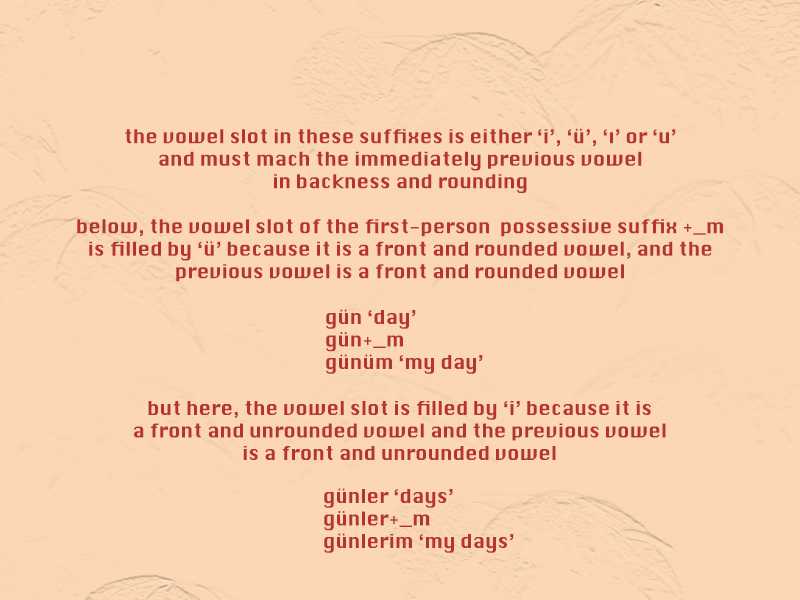 the vowel slot in these suffixes is either ‘i’, ‘ü’, ‘ı’ or ‘u’
and must mach the immediately previous vowel
in backness and rounding
below, the vowel slot of the first-person possessive suffix +_m
is filled by ‘ü’ because it is a front and rounded vowel, and the
previous vowel is a front and rounded vowel
gün ‘day’
gün+_m
günüm ‘my day’
but here, the vowel slot is filled by ‘i’ because it is
a front and unrounded vowel and the previous vowel
is a front and unrounded vowel
günler ‘days’
günler+_m
günlerim ‘my days’